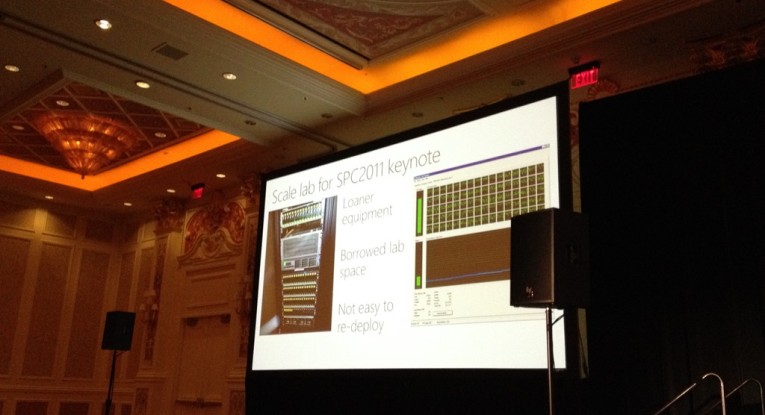 EXIT
Scale lab for SPC2011 keynote
Loaner
equipment
Borrowed lab
space
Not easy to
re-deploy